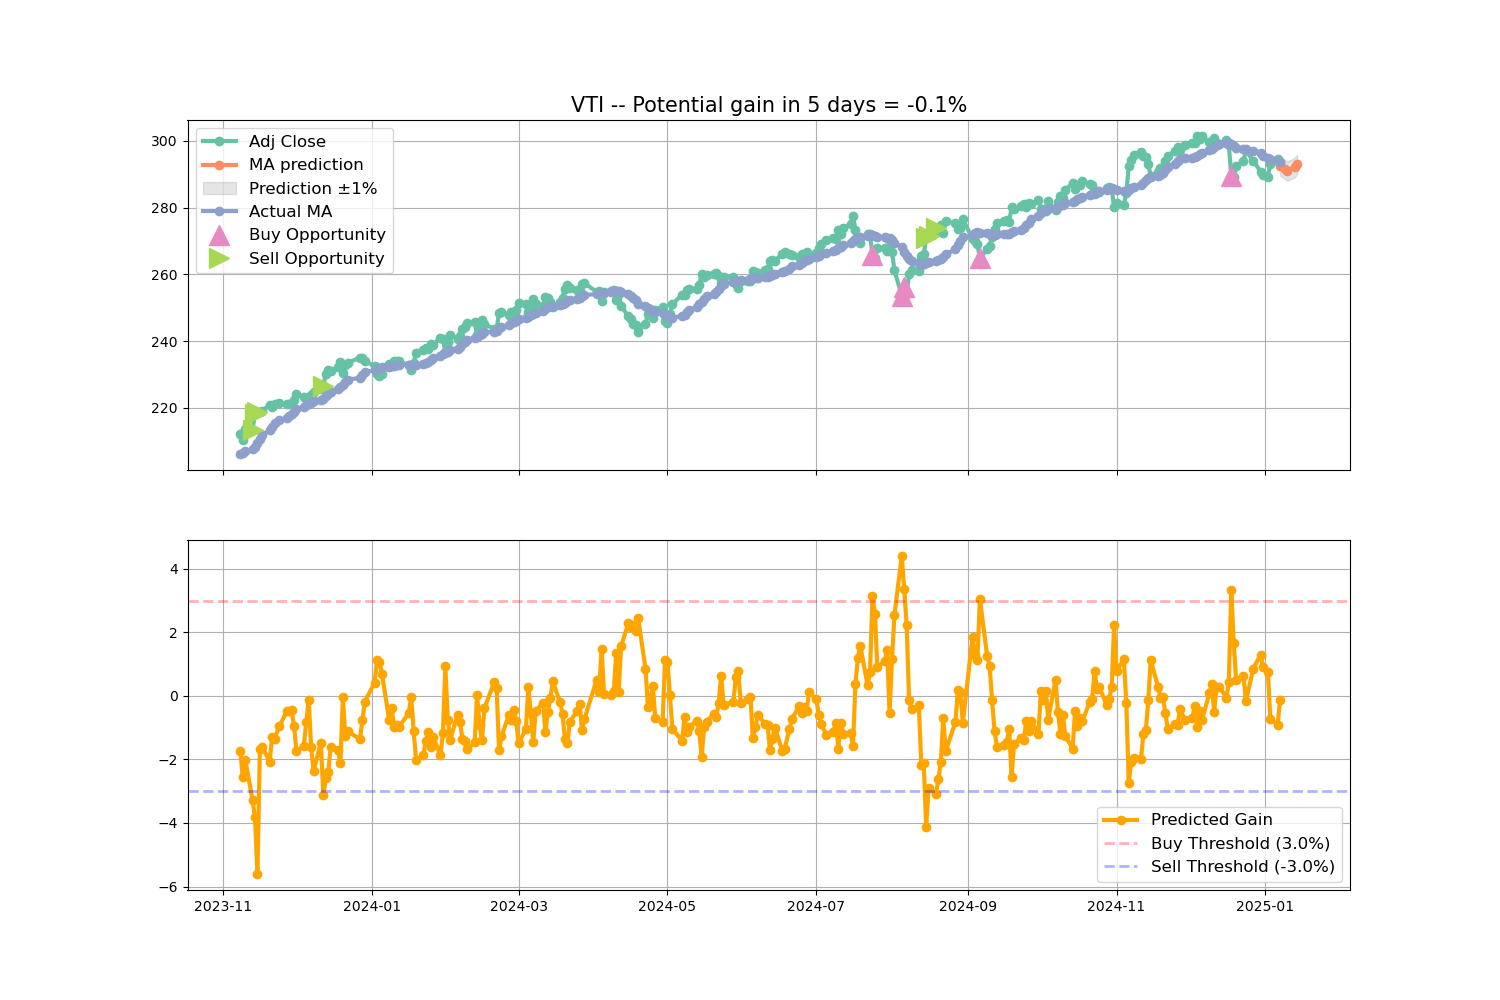 VTI -- Potential gain in 5 days = -0.1%
300
280
260
240
220
Adj Close
MA prediction
Prediction ±1%
Actual MA
Buy Opportunity
Sell Opportunity
4
2
0
−2
−4
−6
Predicted Gain
Buy Threshold (3.0%)
Sell Threshold (-3.0%)
2023-11 2024-01 2024-03 2024-05 2024-07 2024-09 2024-11 2025-01